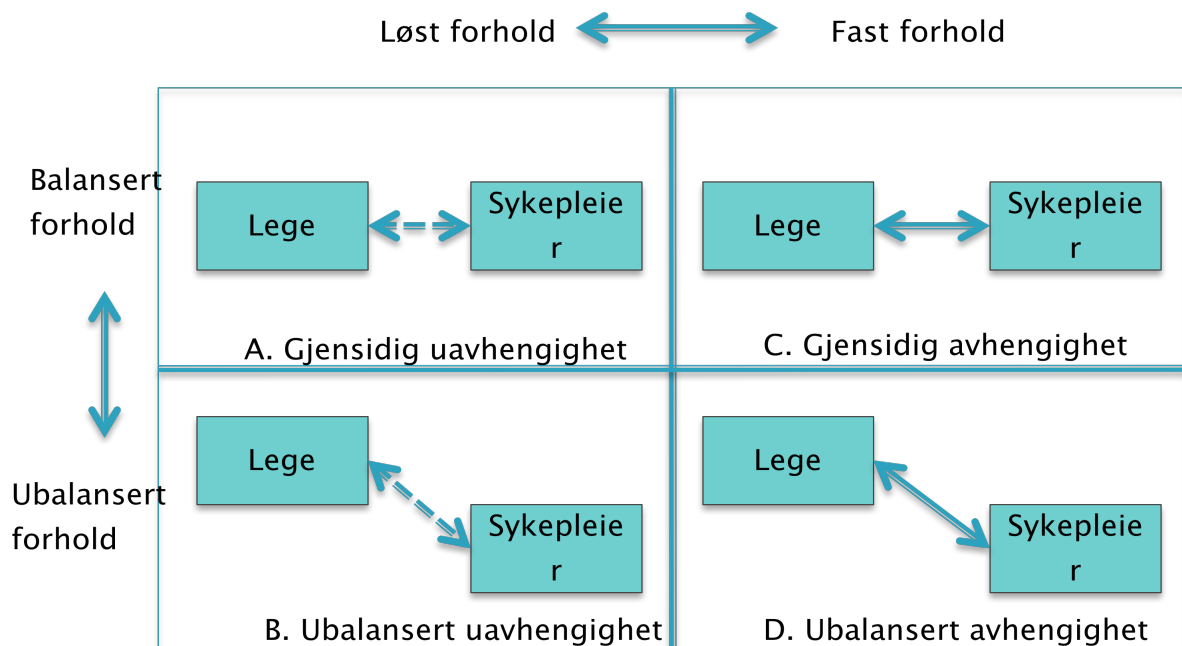 Løst forhold
Fast forhold
Balansert
forhold
Lege
Sykepleie
r
Lege
Sykepleie
r
A. Gjensidig uavhengighet
C. Gjensidig avhengighet
Ubalansert
forhold
Lege
Sykepleie
r
Lege
Sykepleie
r
B. Ubalansert uavhengighet
D. Ubalansert avhengighet